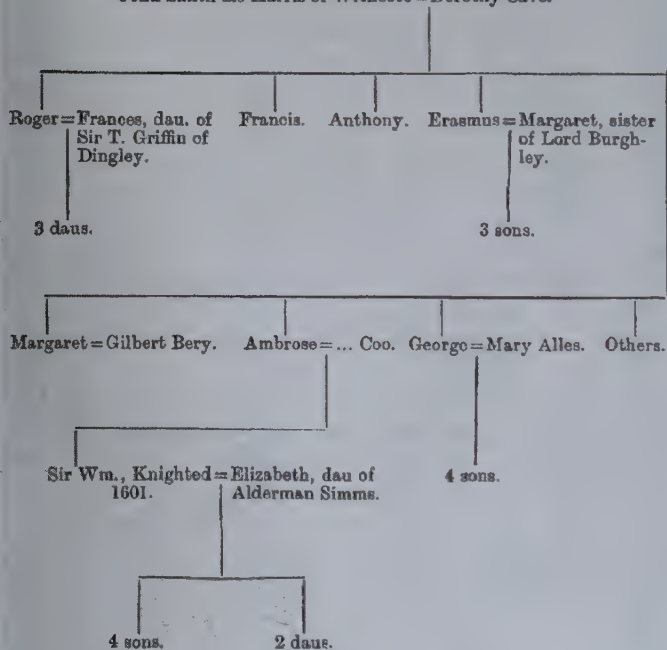 Roger = Frances, dau. of Sir T. Griffin of Dingley.
Francis.
Anthony.
Erasmus = Margaret, sister of Lord Burghley.
3 daus.
3 sons.
Margaret = Gilbert Bery.
Ambrose = ... Coo.
George = Mary Alles.
Others.
Sir Wm., Knighted 1601. = Elizabeth, dau of Alderman Simms.
4 sons.
4 sons.
2 daus.